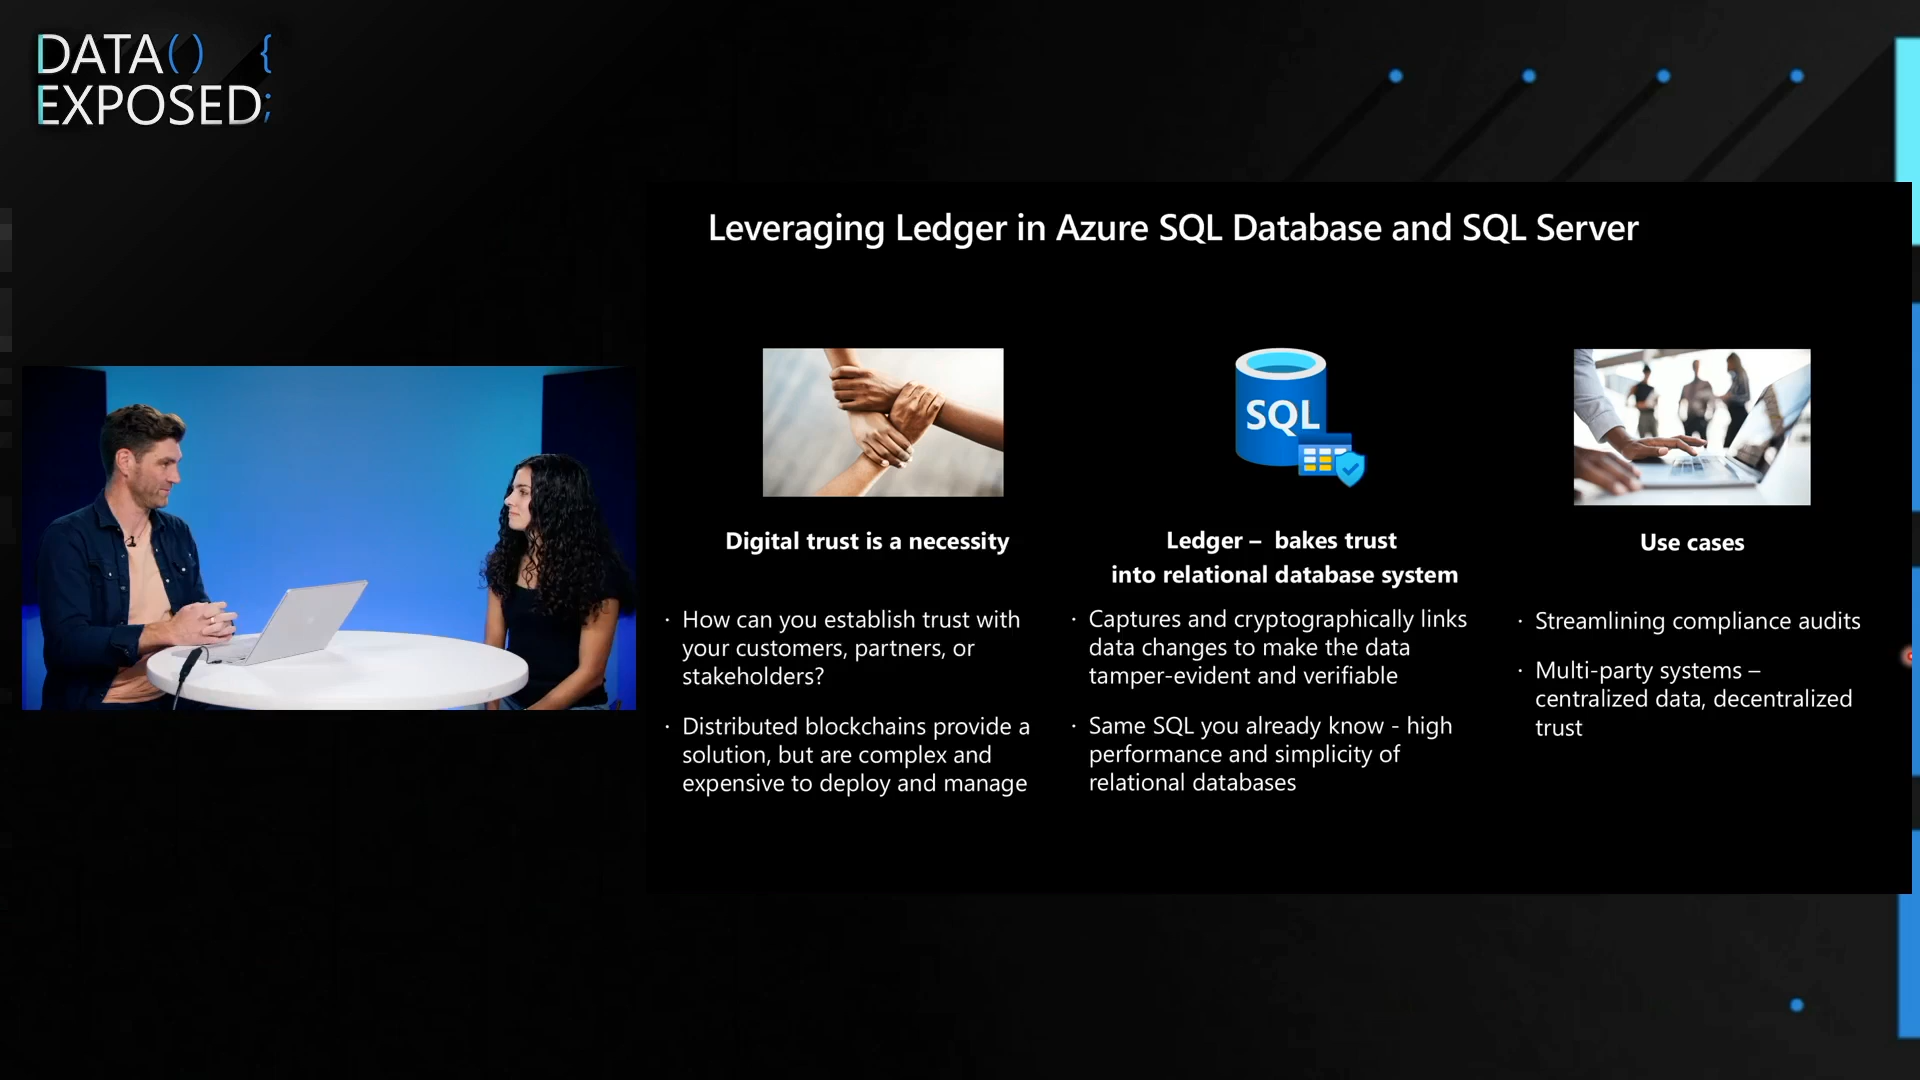 DATA() {
EXPOSED;
Leveraging Ledger in Azure SQL Database and SQL Server
SQL
Digital trust is a necessity
· How can you establish trust with
your customers, partners, or
stakeholders?
· Distributed blockchains provide a
solution, but are complex and
expensive to deploy and manage
Ledger – bakes trust
into relational database system
· Captures and cryptographically links
data changes to make the data
tamper-evident and verifiable
· Same SQL you already know - high
performance and simplicity of
relational databases
Use cases
· Streamlining compliance audits
· Multi-party systems –
centralized data, decentralized
trust